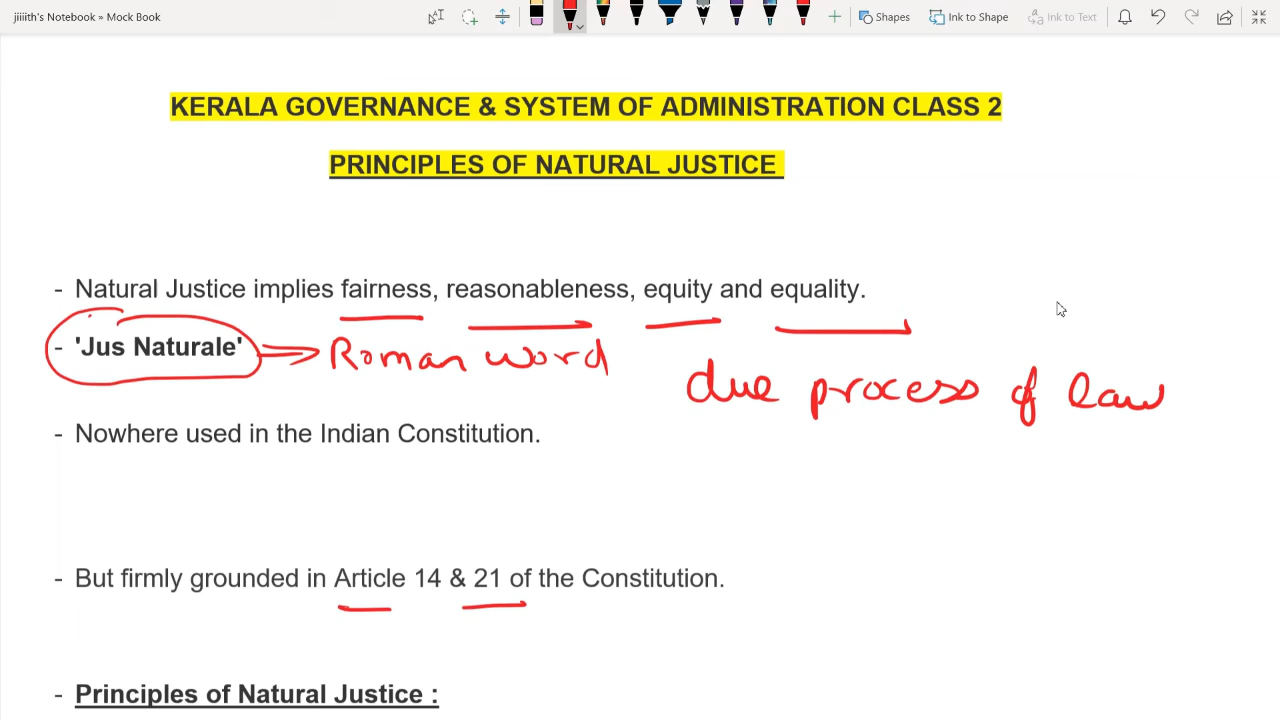 jiiiith's Notebook » Mock Book
Shapes
Ink to Shape
Ink to Text
KERALA GOVERNANCE & SYSTEM OF ADMINISTRATION CLASS 2
PRINCIPLES OF NATURAL JUSTICE
- Natural Justice implies fairness, reasonableness, equity and equality.
- 'Jus Naturale' Roman word
due process of law
- Nowhere used in the Indian Constitution.
- But firmly grounded in Article 14 & 21 of the Constitution.
- Principles of Natural Justice :